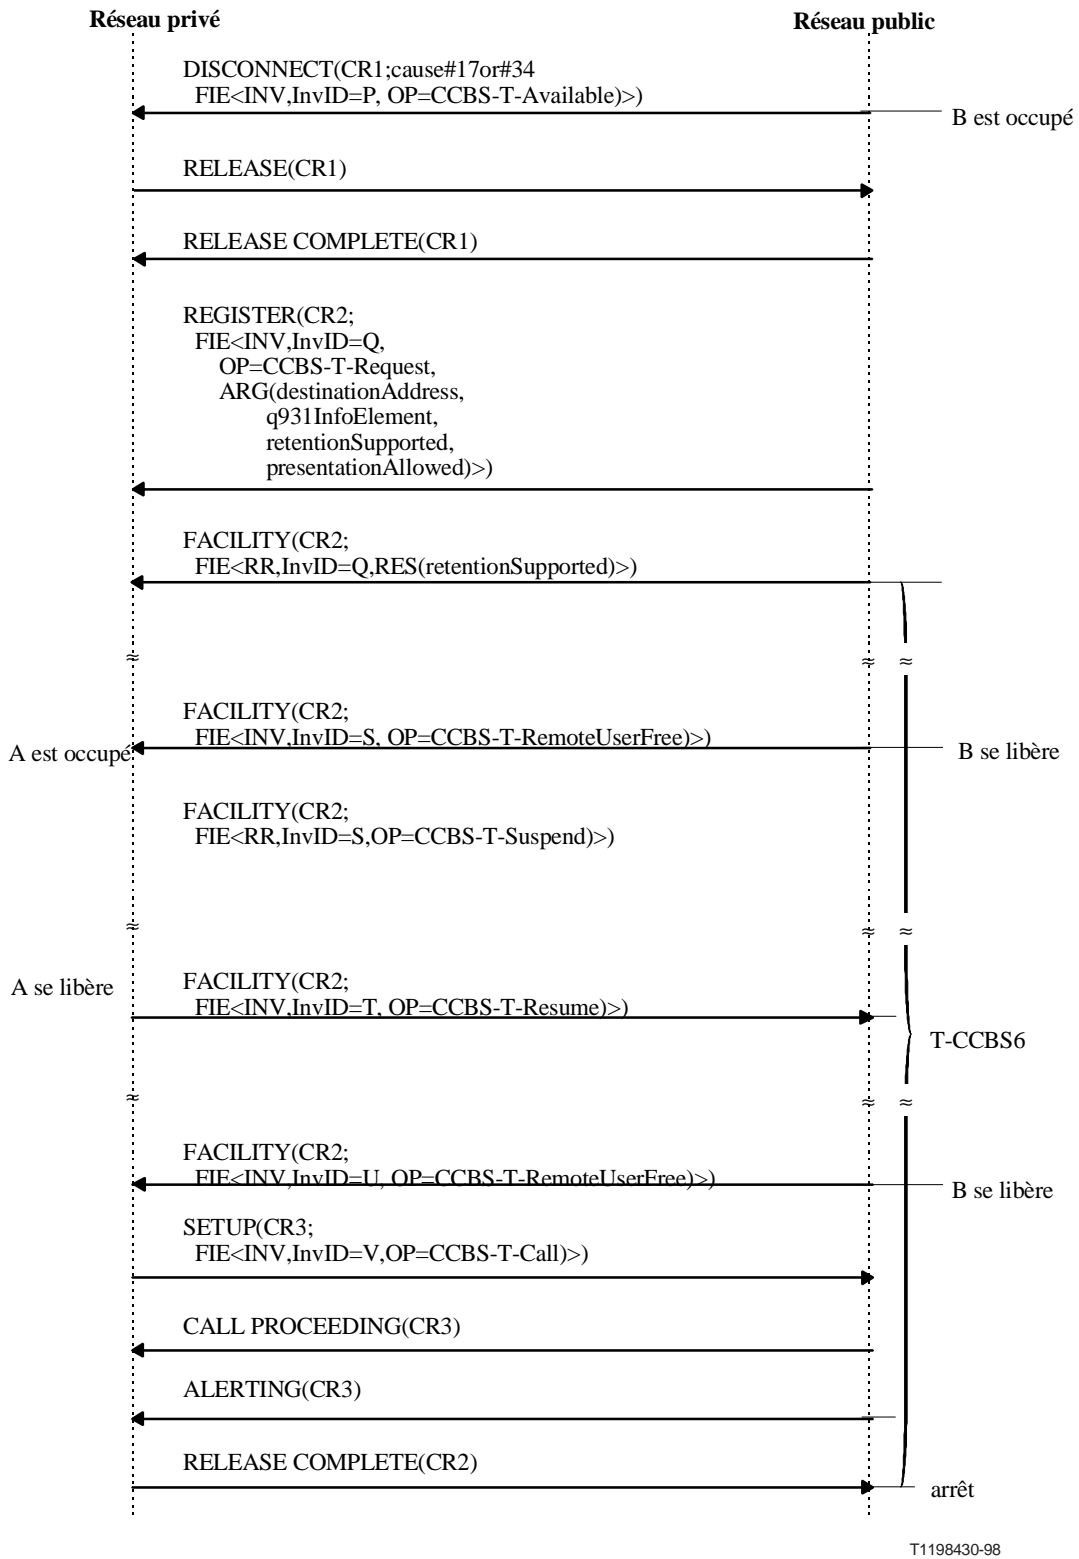 Réseau privé
Réseau public
DISCONNECT(CR1;cause#17or#34
FIE<INV,InvID=P, OP=CCBS-T-Available)>)
B est occupé
RELEASE(CR1)
RELEASE COMPLETE(CR1)
REGISTER(CR2;
FIE<INV,InvID=Q,
OP=CCBS-T-Request,
ARG(destinationAddress,
q931InfoElement,
retentionSupported,
presentationAllowed)>)
FACILITY(CR2;
FIE<RR,InvID=Q,RES(retentionSupported)>)
≈ ≈ ≈
FACILITY(CR2;
FIE<INV,InvID=S, OP=CCBS-T-RemoteUserFree)>)
A est occupé
B se libère
FACILITY(CR2;
FIE<RR,InvID=S,OP=CCBS-T-Suspend)>)
≈ ≈ ≈
A se libère
FACILITY(CR2;
FIE<INV,InvID=T, OP=CCBS-T-Resume)>)
T-CCBS6
≈ ≈ ≈
FACILITY(CR2;
FIE<INV,InvID=U, OP=CCBS-T-RemoteUserFree)>)
B se libère
SETUP(CR3;
FIE<INV,InvID=V,OP=CCBS-T-Call)>)
CALL PROCEEDING(CR3)
ALERTING(CR3)
RELEASE COMPLETE(CR2)
arrêt
T1198430-98